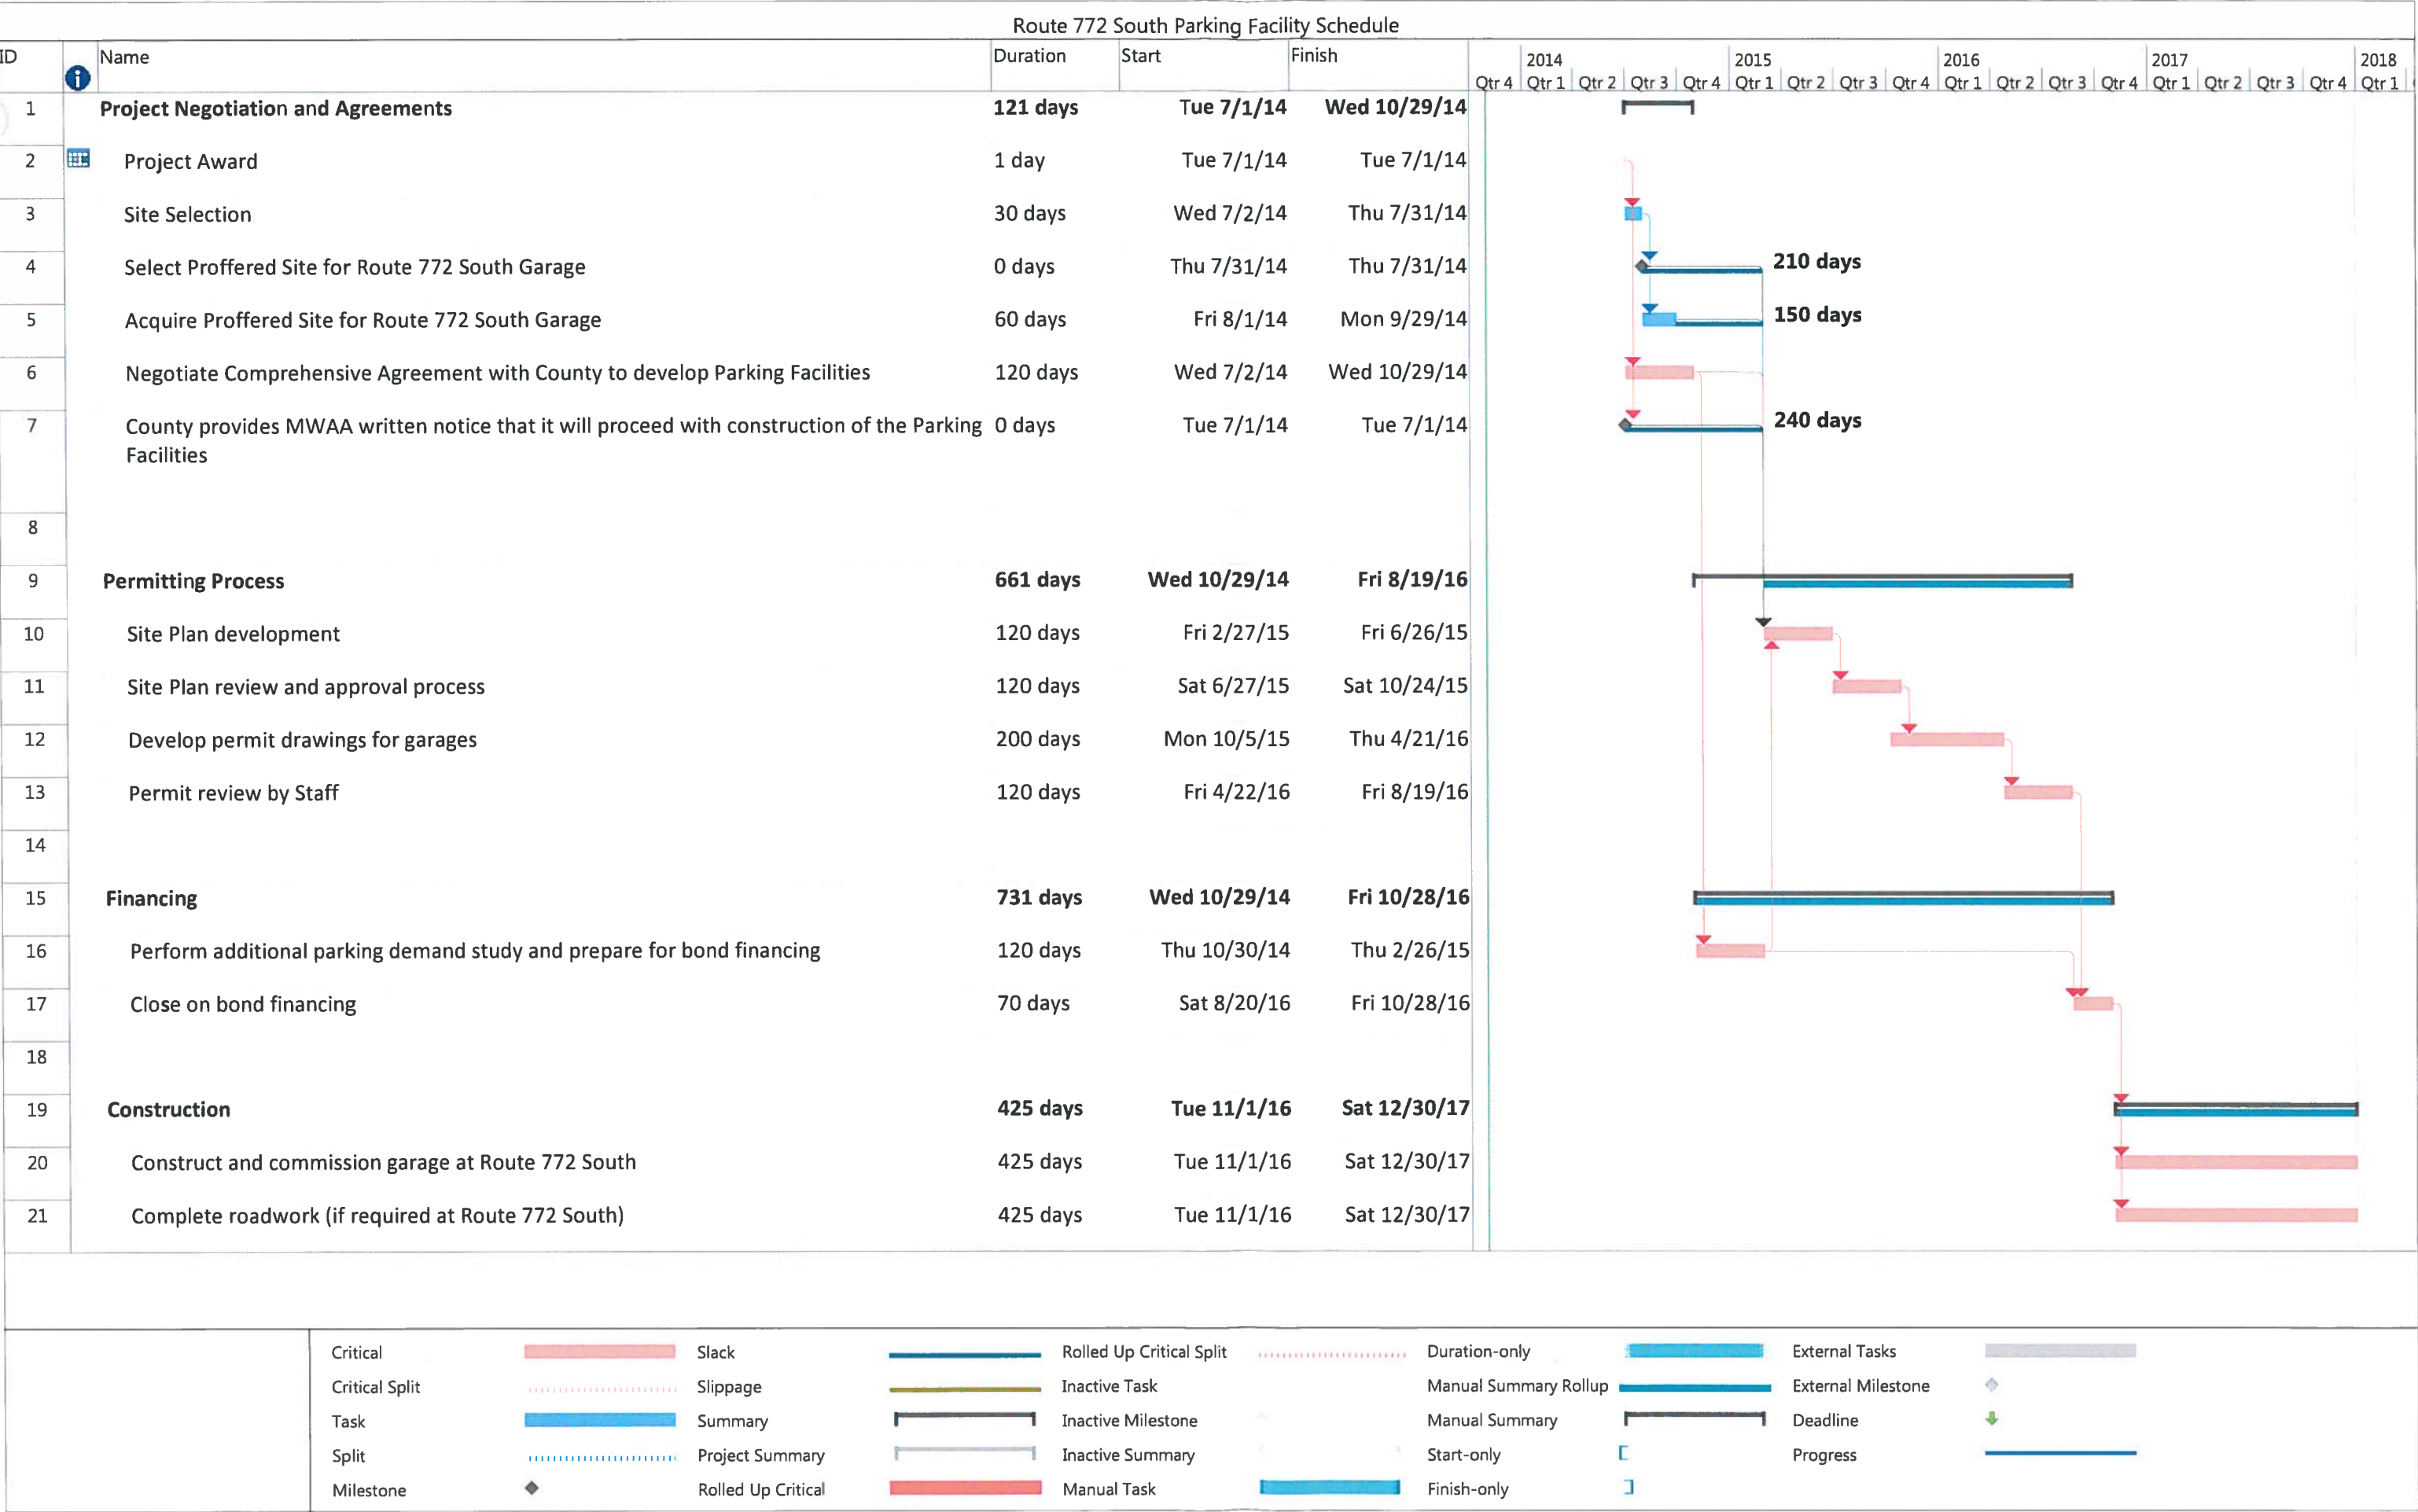 Route 772 South Parking Facility Schedule
ID Name Duration Start Finish 2014 2015 2016 2017 2018
Qtr 4 Qtr 1 Qtr 2 Qtr 3 Qtr 4 Qtr 1 Qtr 2 Qtr 3 Qtr 4 Qtr 1 Qtr 2 Qtr 3 Qtr 4 Qtr 1 Qtr 2 Qtr 3 Qtr 4 Qtr 1
1 Project Negotiation and Agreements 121 days Tue 7/1/14 Wed 10/29/14
2 Project Award 1 day Tue 7/1/14 Tue 7/1/14
3 Site Selection 30 days Wed 7/2/14 Thu 7/31/14
4 Select Proffered Site for Route 772 South Garage 0 days Thu 7/31/14 Thu 7/31/14 210 days
5 Acquire Proffered Site for Route 772 South Garage 60 days Fri 8/1/14 Mon 9/29/14 150 days
6 Negotiate Comprehensive Agreement with County to develop Parking Facilities 120 days Wed 7/2/14 Wed 10/29/14
7 County provides MWAA written notice that it will proceed with construction of the Parking 0 days Tue 7/1/14 Tue 7/1/14 240 days
Facilities
8
9 Permitting Process 661 days Wed 10/29/14 Fri 8/19/16
10 Site Plan development 120 days Fri 2/27/15 Fri 6/26/15
11 Site Plan review and approval process 120 days Sat 6/27/15 Sat 10/24/15
12 Develop permit drawings for garages 200 days Mon 10/5/15 Thu 4/21/16
13 Permit review by Staff 120 days Fri 4/22/16 Fri 8/19/16
14
15 Financing 731 days Wed 10/29/14 Fri 10/28/16
16 Perform additional parking demand study and prepare for bond financing 120 days Thu 10/30/14 Thu 2/26/15
17 Close on bond financing 70 days Sat 8/20/16 Fri 10/28/16
18
19 Construction 425 days Tue 11/1/16 Sat 12/30/17
20 Construct and commission garage at Route 772 South 425 days Tue 11/1/16 Sat 12/30/17
21 Complete roadwork (if required at Route 772 South) 425 days Tue 11/1/16 Sat 12/30/17
Critical Slack Rolled Up Critical Split Duration-only External Tasks
Critical Split Slippage Inactive Task Manual Summary Rollup External Milestone
Task Summary Inactive Milestone Manual Summary Deadline
Split Project Summary Inactive Summary Start-only Progress
Milestone Rolled Up Critical Manual Task Finish-only